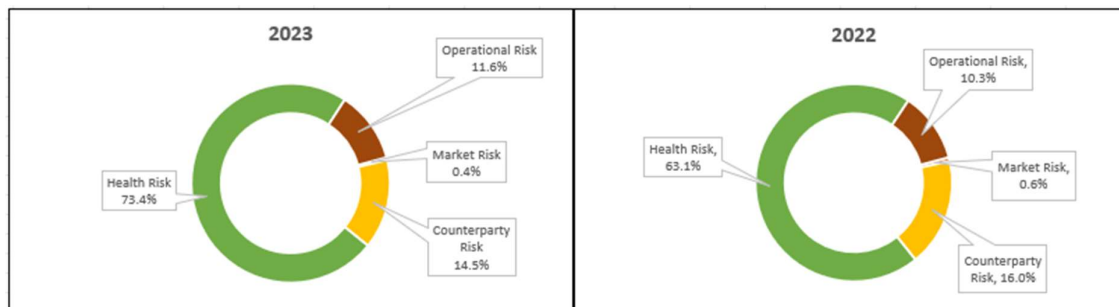 2023
Operational Risk
11.6%
Market Risk
0.4%
Health Risk
73.4%
Counterparty
Risk
14.5%
2022
Operational Risk,
10.3%
Health Risk,
63.1%
Market Risk,
0.6%
Counterparty
Risk, 16.0%